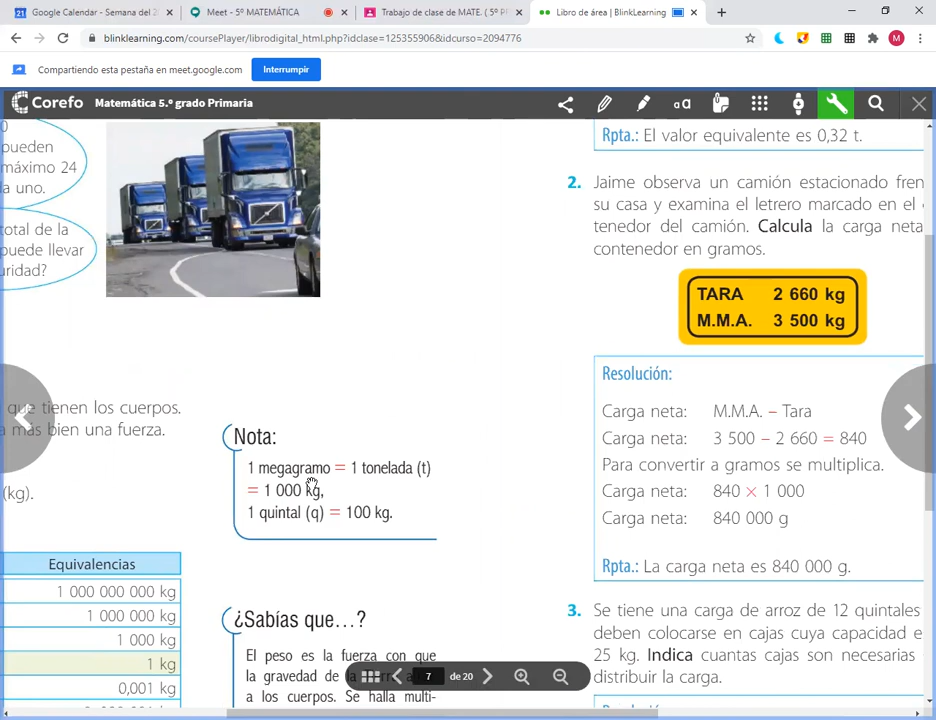 Google Calendar - Semana del 2
Meet - 5º MATEMÁTICA
Trabajo de clase de MATE. ( 5º P
Libro de área | BlinkLearning
blinklearning.com/coursePlayer/librodigital_html.php?idclase=125355906&idcurso=2094776
M
Compartiendo esta pestaña en meet.google.com
Interrumpir
Corefo
Matemática 5.º grado Primaria
aa
0
pueden
máximo 24
a uno.
total de la
puede llevar
uridad?
que tienen los cuerpos.
a más bien una fuerza.
(kg).
Equivalencias
1 000 000 000 kg
1 000 000 kg
1 000 kg
1 kg
0,001 kg
Nota:
1 megagramo = 1 tonelada (t)
= 1 000 kg,
1 quintal (q) = 100 kg.
¿Sabías que…?
El peso es la fuerza con que
la gravedad de la
a los cuerpos. Se halla multi-
7 de 20
Rpta.: El valor equivalente es 0,32 t.
2. Jaime observa un camión estacionado fren
su casa y examina el letrero marcado en el
tenedor del camión. Calcula la carga neta
contenedor en gramos.
TARA 2 660 kg
M.M.A. 3 500 kg
Resolución:
Carga neta: M.M.A. – Tara
Carga neta: 3 500 – 2 660 = 840
Para convertir a gramos se multiplica.
Carga neta: 840 × 1 000
Carga neta: 840 000 g
Rpta.: La carga neta es 840 000 g.
3. Se tiene una carga de arroz de 12 quintales
deben colocarse en cajas cuya capacidad e
25 kg. Indica cuantas cajas son necesarias
distribuir la carga.